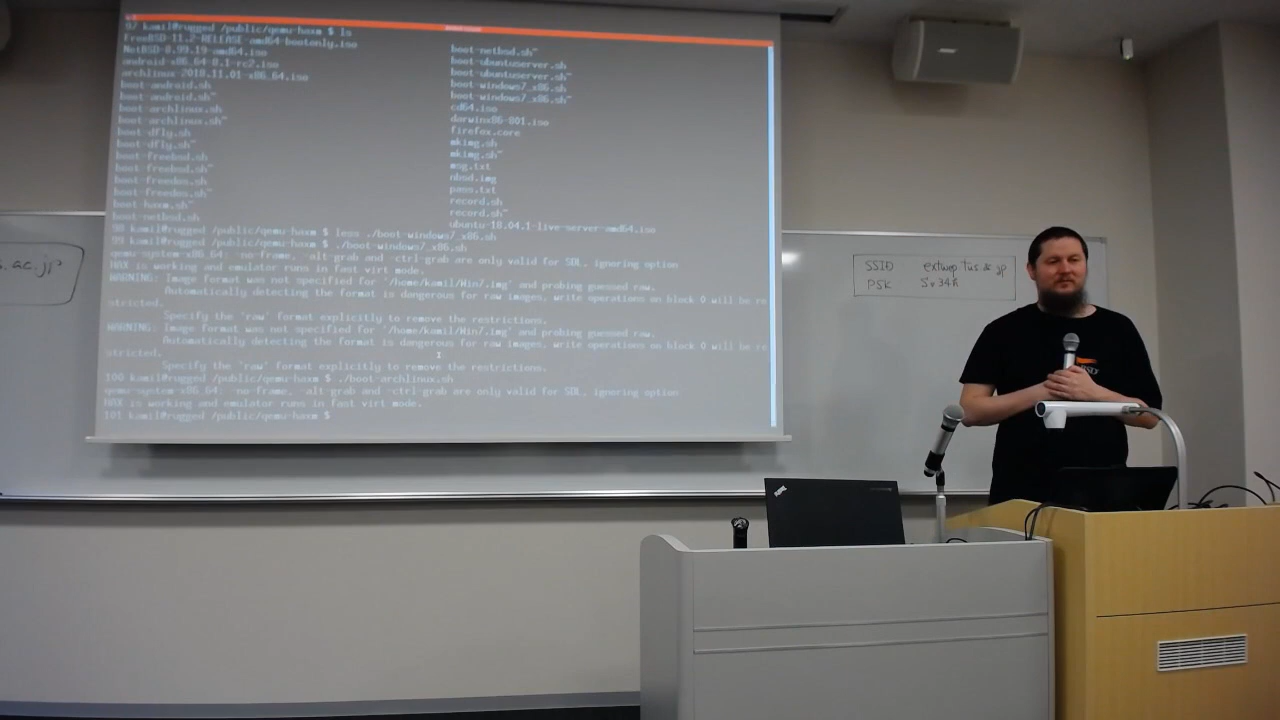 97 kamil@rugged /public/qemu-haxm $ ls
FreeBSD-11.2-RELEASE-amd64-bootonly.iso
NetBSD-8.99.19-amd64.iso
android-x86.64-8.1-rc2.iso
archlinux-2018.11.01-x86_64.iso
boot-android.sh
boot-android.sh~
boot-archlinux.sh
boot-archlinux.sh~
boot-dfly.sh
boot-dfly.sh~
boot-freebsd.sh
boot-freebsd.sh~
boot-freedos.sh
boot-freedos.sh~
boot-haxm.sh~
boot-netbsd.sh
boot-netbsd.sh~
boot-ubuntuserver.sh
boot-ubuntuserver.sh~
boot-windows7_x86.sh
boot-windows7_x86.sh~
cd64.iso
darwinx86-801.iso
firefox.core
mkimg.sh
mkimg.sh~
msg.txt
nbsd.img
pass.txt
record.sh
record.sh~
ubuntu-18.04.1-live-server-amd64.iso
98 kamil@rugged /public/qemu-haxm $ less ./boot-windows7_x86.sh
99 kamil@rugged /public/qemu-haxm $ ./boot-windows7_x86.sh
qemu-system-x86_64: -no-frame, -alt-grab and -ctrl-grab are only valid for SDL, ignoring option
HAX is working and emulator runs in fast virt mode.
WARNING: Image format was not specified for '/home/kamil/Win7.img' and probing guessed raw.
Automatically detecting the format is dangerous for raw images, write operations on block 0 will be re
stricted.
Specify the 'raw' format explicitly to remove the restrictions.
WARNING: Image format was not specified for '/home/kamil/Win7.img' and probing guessed raw.
Automatically detecting the format is dangerous for raw images, write operations on block 0 will be re
stricted.
Specify the 'raw' format explicitly to remove the restrictions.
100 kamil@rugged /public/qemu-haxm $ ./boot-archlinux.sh
qemu-system-x86_64: -no-frame, -alt-grab and -ctrl-grab are only valid for SDL, ignoring option
HAX is working and emulator runs in fast virt mode.
101 kamil@rugged /public/qemu-haxm $
.ac.jp
SSID
PSK